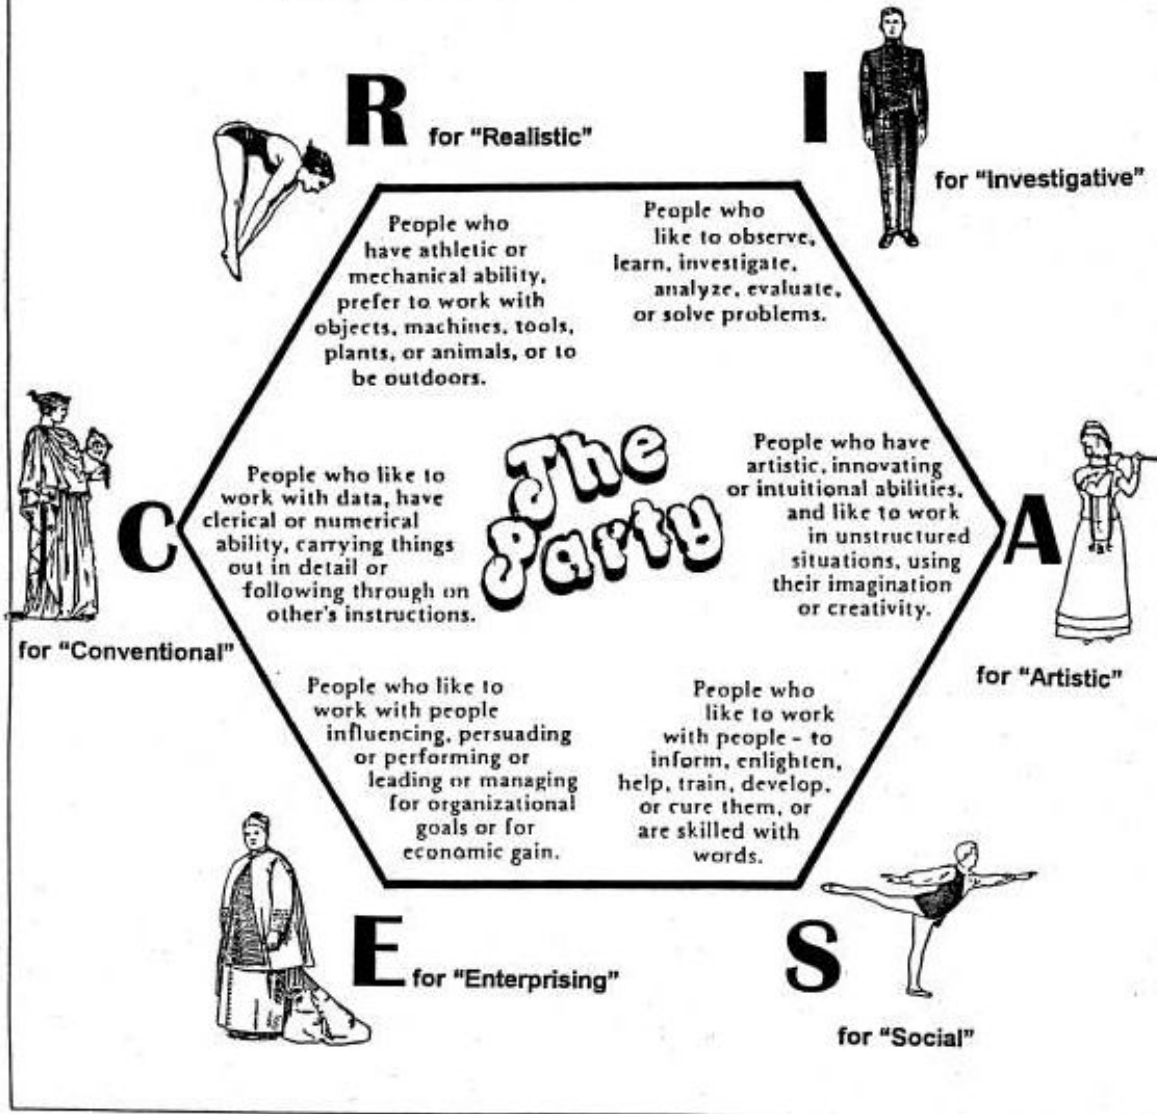 R for "Realistic"
I
for "Investigative"
People who
have athletic or
mechanical ability,
prefer to work with
objects, machines, tools,
plants, or animals, or to
be outdoors.
People who
like to observe,
learn, investigate,
analyze, evaluate,
or solve problems.
The
Party
People who like to
work with data, have
clerical or numerical
ability, carrying things
out in detail or
following through on
other's instructions.
C
for "Conventional"
People who have
artistic, innovating
or intuitional abilities,
and like to work
in unstructured
situations, using
their imagination
or creativity.
A
for "Artistic"
People who like to
work with people
influencing, persuading
or performing or
leading or managing
for organizational
goals or for
economic gain.
People who
like to work
with people – to
inform, enlighten,
help, train, develop,
or cure them, or
are skilled with
words.
E for "Enterprising"
S
for "Social"